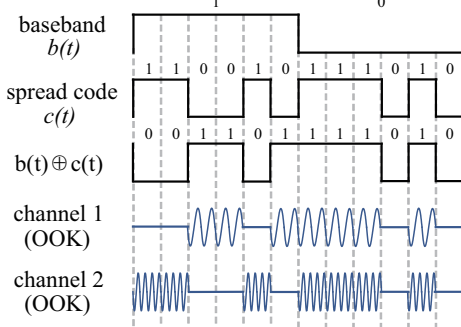 1 0
baseband
b(t)
1 1 0 0 1 0 1 1 1 0 1 0
spread code
c(t)
0 0 1 1 0 1 1 1 1 0 1 0
b(t)⊕c(t)
channel 1
(OOK)
channel 2
(OOK)